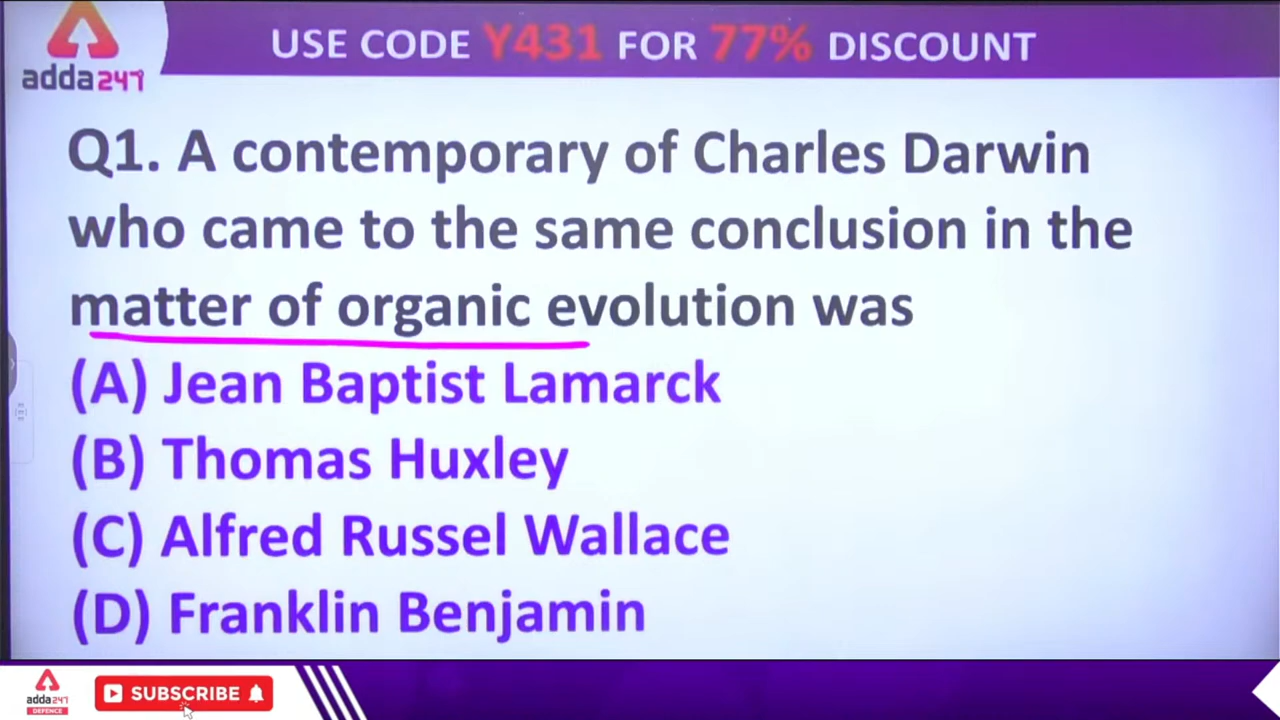 USE CODE Y431 FOR 77% DISCOUNT
adda247
Q1. A contemporary of Charles Darwin
who came to the same conclusion in the
matter of organic evolution was
(A) Jean Baptist Lamarck
(B) Thomas Huxley
(C) Alfred Russel Wallace
(D) Franklin Benjamin
adda247
DEFENCE
SUBSCRIBE